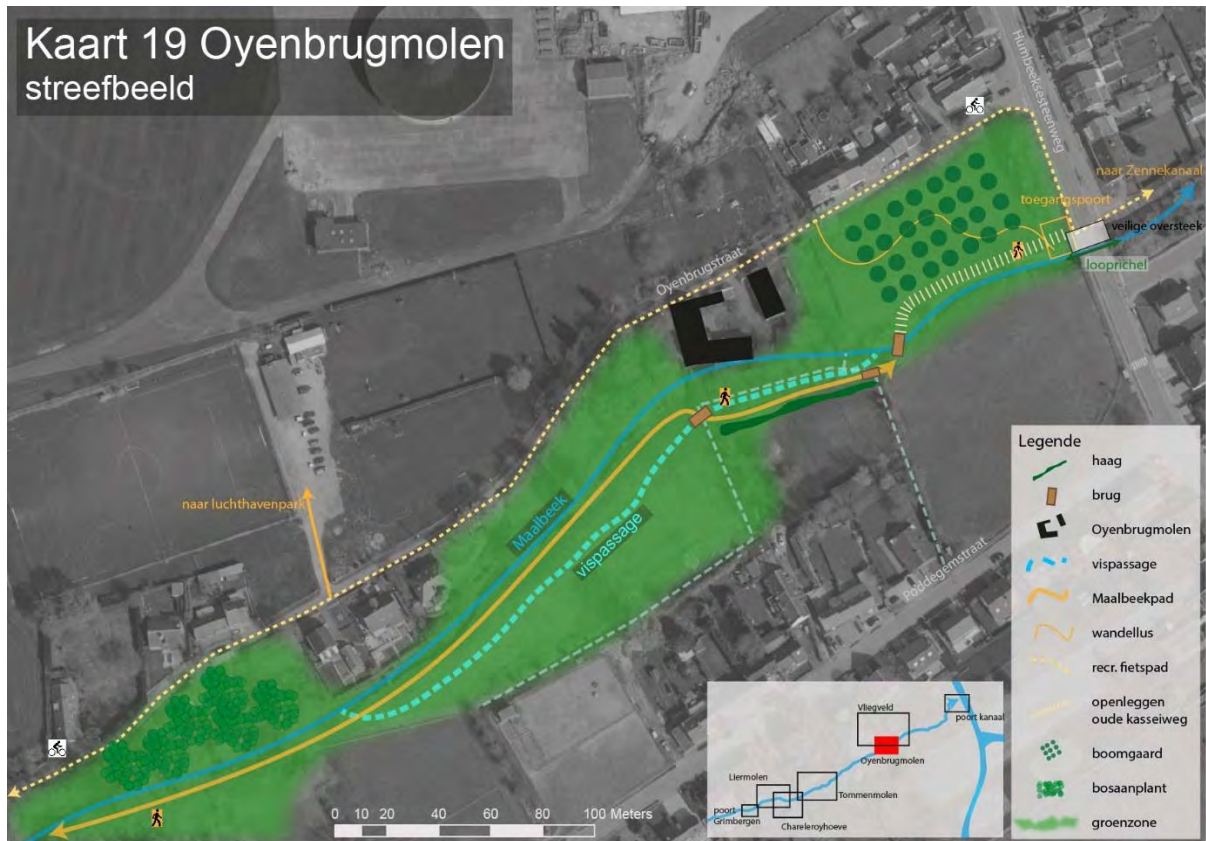 Kaart 19 Oyenbrugmolen
streefbeeld
Humbeeksesteenweg
naar Zennekanaal
toegangspoort
veilige oversteek
looprichel
Oyenbrugstraat
naar luchthavenpark
Maalbeek
vispassage
Poddegemstraat
Legende
haag
brug
Oyenbrugmolen
vispassage
Maalbeekpad
wandellus
recr. fietspad
openleggen
oude kasseiweg
boomgaard
bosaanplant
groenzone
0 10 20 40 60 80 100 Meters
Vliegveld
poort kanaal
Oyenbrugmolen
Liermolen
Tommenmolen
poort
Grimbergen
Chareleroyhoeve